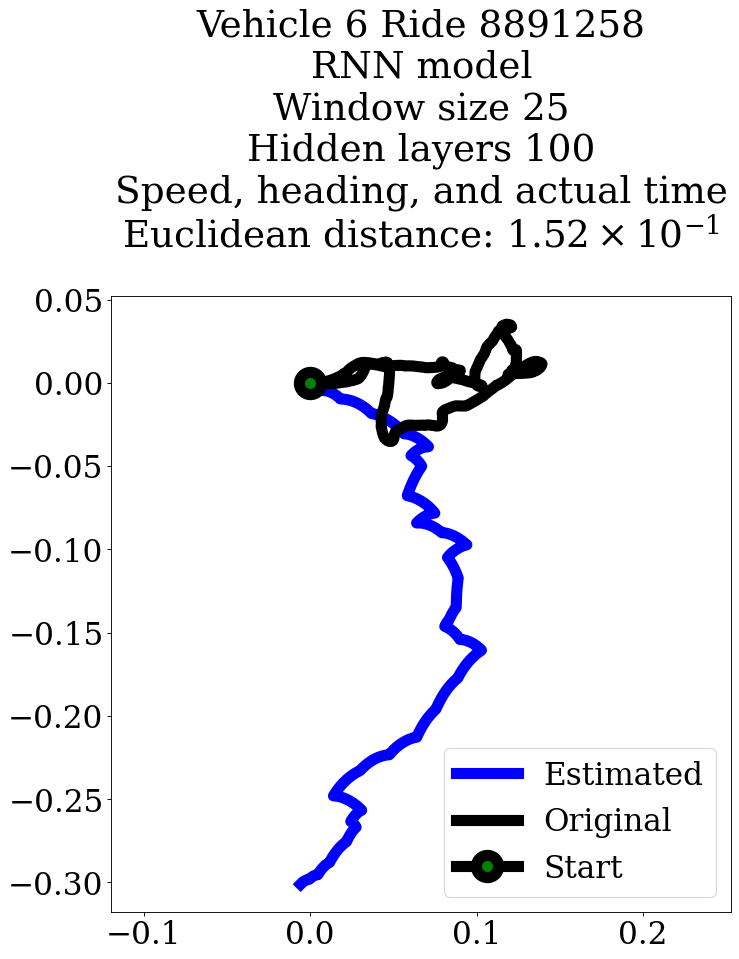 Vehicle 6 Ride 8891258
RNN model
Window size 25
Hidden layers 100
Speed, heading, and actual time
Euclidean distance: 1.52 × 10⁻¹
0.05
0.00
−0.05
−0.10
−0.15
−0.20
−0.25
−0.30
Estimated
Original
Start
−0.1
0.0
0.1
0.2